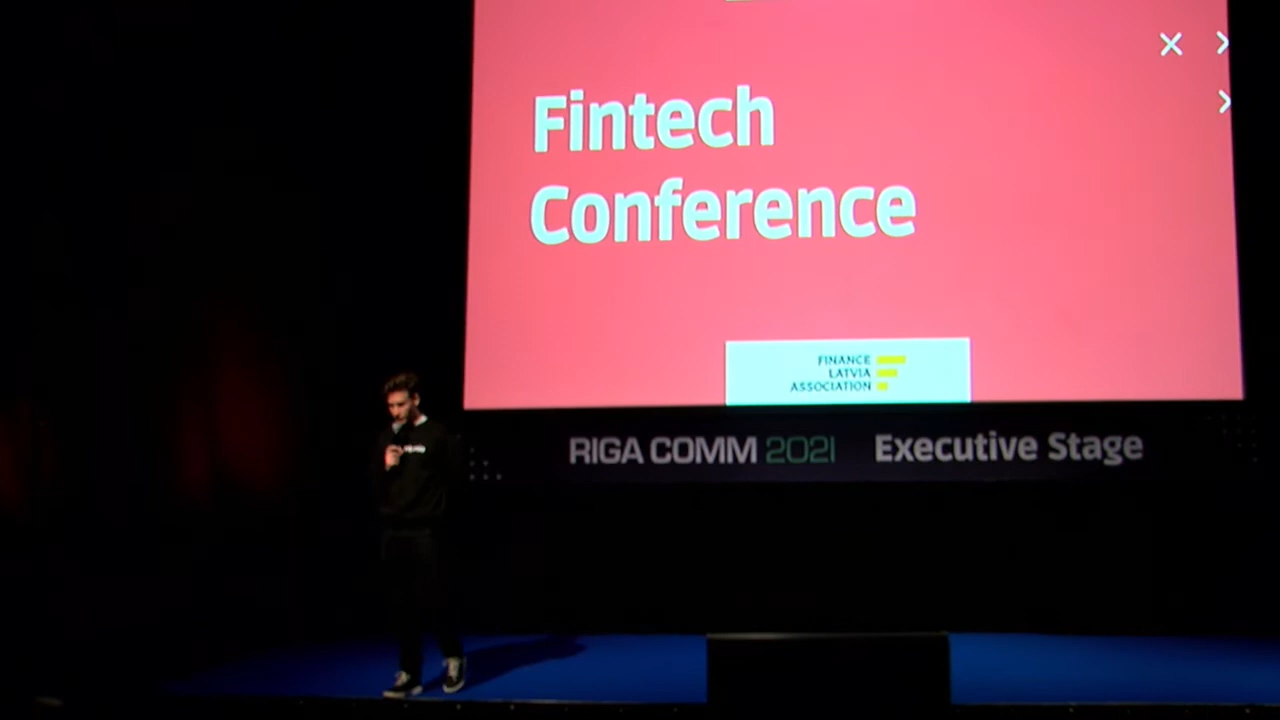 Fintech
Conference
FINANCE
LATVIA
ASSOCIATION
RIGA COMM 2021 Executive Stage